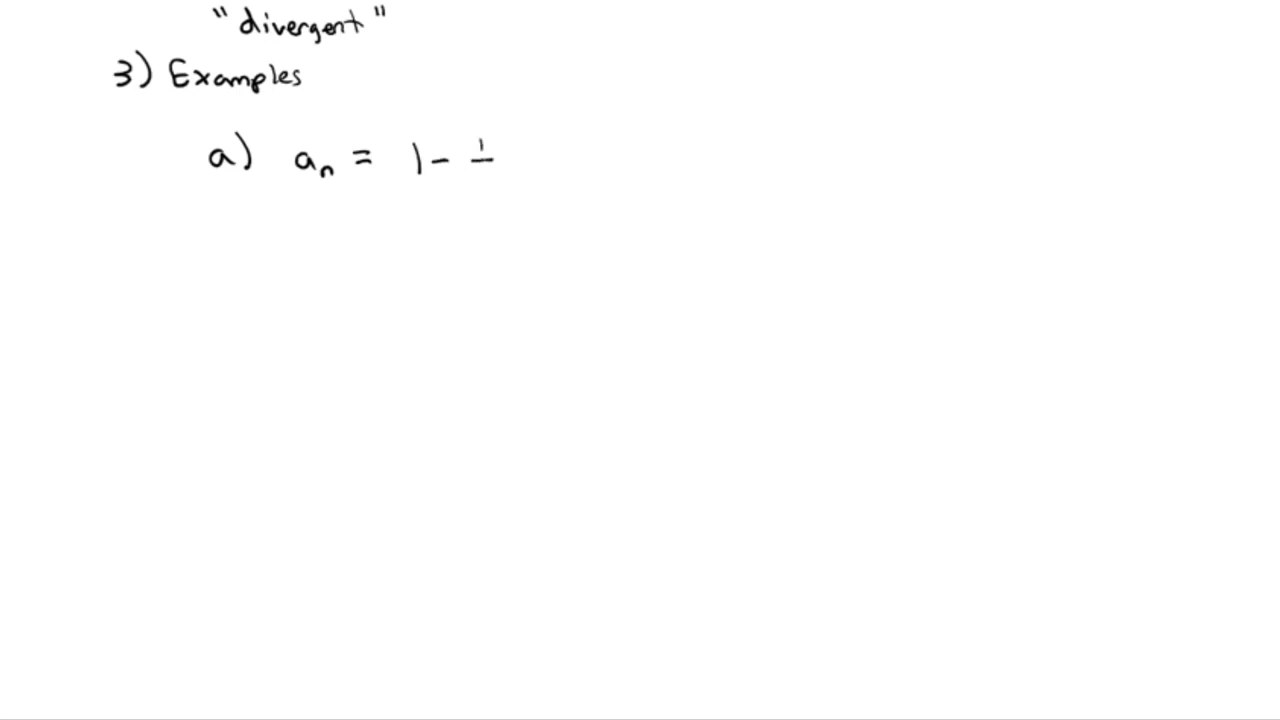 "divergent"
3) Examples
a) aₙ = 1 - 1/